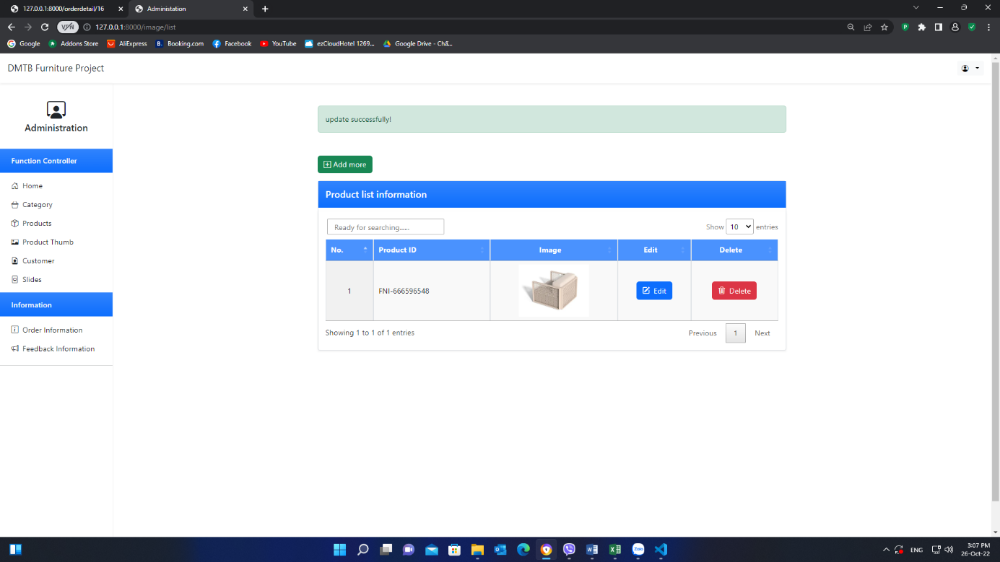 127.0.0.1:8000/orderdetail/16
Administation
VPN
127.0.0.1:8000/image/list
Google
Addons Store
AliExpress
Booking.com
Facebook
YouTube
ezCloudHotel 1269...
Google Drive - Chấ...
DMTB Furniture Project
Administration
Function Controller
Home
Category
Products
Product Thumb
Customer
Slides
Information
Order Information
Feedback Information
update successfully!
Add more
Product list information
Ready for searching......
Show 10 entries
No. Product ID Image Edit Delete
1 FNI-666596548 Edit Delete
Showing 1 to 1 of 1 entries
Previous 1 Next
ENG
3:07 PM
26-Oct-22